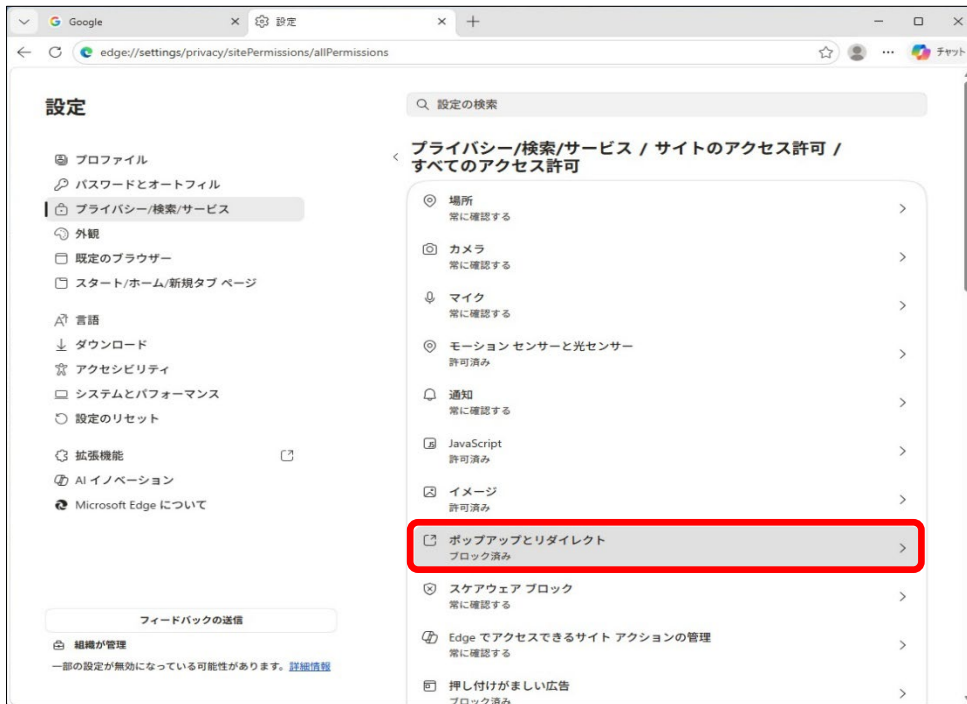 Google
設定
edge://settings/privacy/sitePermissions/allPermissions
チャット
設定
プロファイル
パスワードとオートフィル
プライバシー/検索/サービス
外観
既定のブラウザー
スタート/ホーム/新規タブ ページ
言語
ダウンロード
アクセシビリティ
システムとパフォーマンス
設定のリセット
拡張機能
AI イノベーション
Microsoft Edge について
フィードバックの送信
組織が管理
一部の設定が無効になっている可能性があります。詳細情報
設定の検索
プライバシー/検索/サービス / サイトのアクセス許可 /
すべてのアクセス許可
場所
常に確認する
カメラ
常に確認する
マイク
常に確認する
モーション センサーと光センサー
許可済み
通知
常に確認する
JavaScript
許可済み
イメージ
許可済み
ポップアップとリダイレクト
ブロック済み
スケアウェア ブロック
常に確認する
Edge でアクセスできるサイト アクションの管理
常に確認する
押し付けがましい広告
ブロック済み